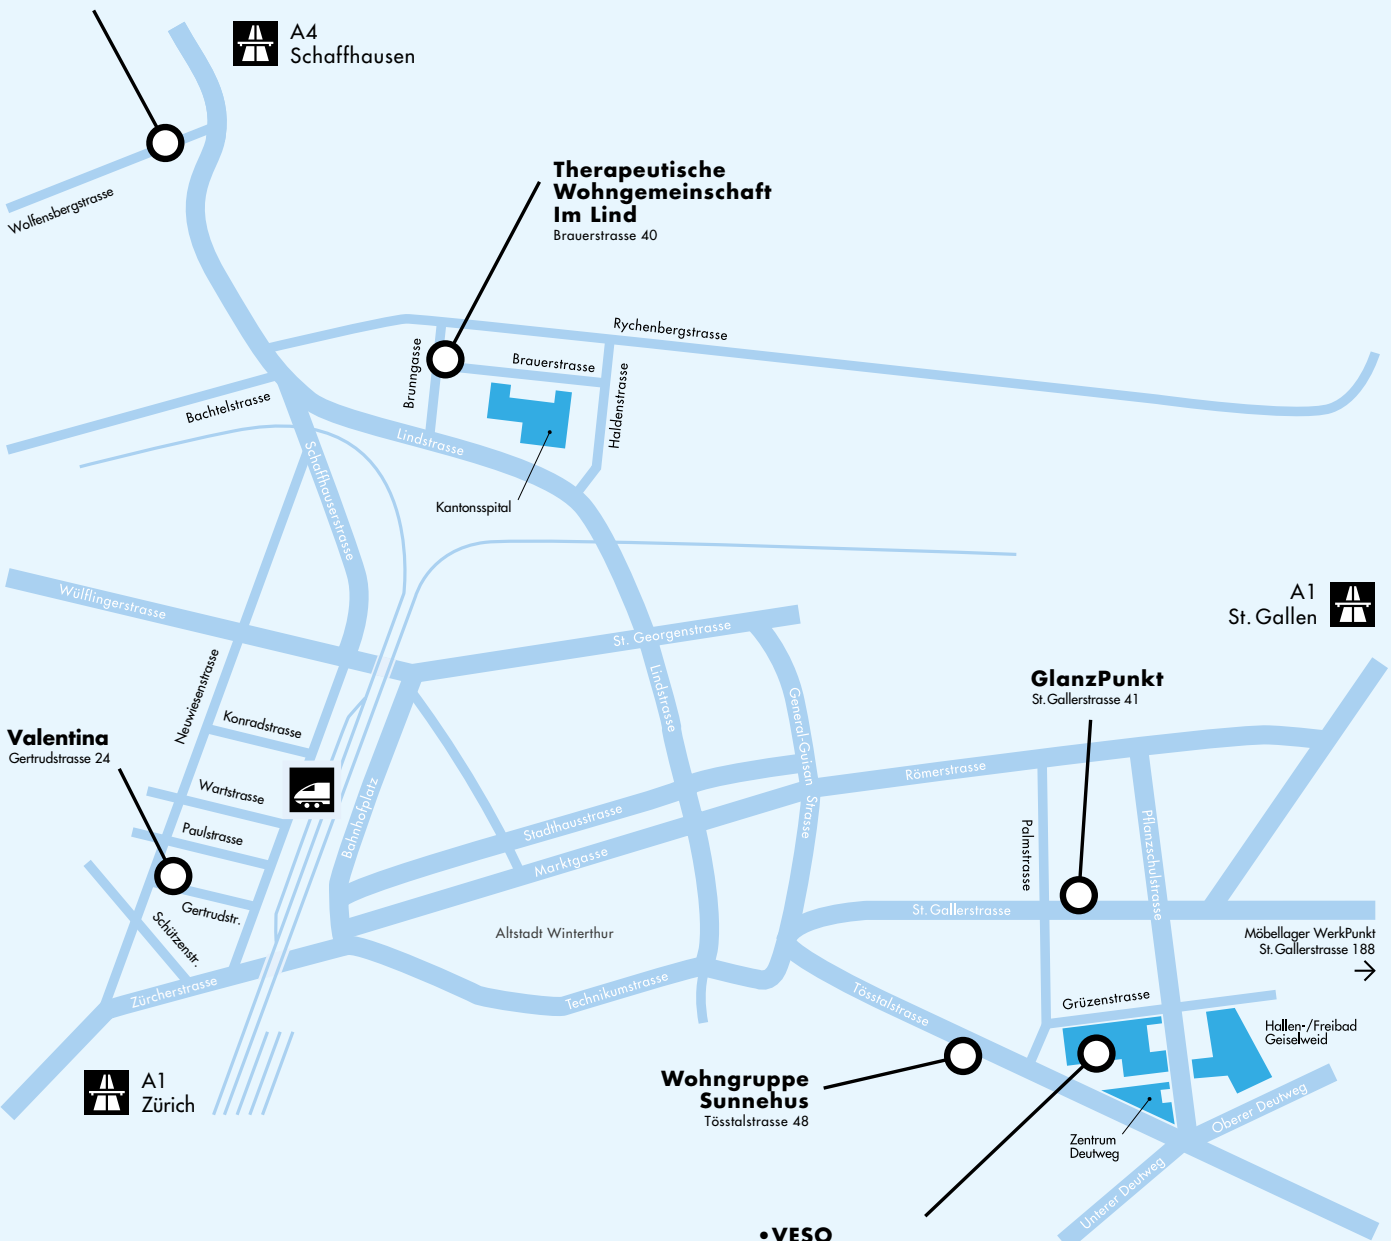 A4
Schaffhausen
Wolfensbergstrasse
Therapeutische
Wohngemeinschaft
Im Lind
Brauerstrasse 40
Rychenbergstrasse
Brunngasse
Brauerstrasse
Haldenstrasse
Bachtelstrasse
Lindstrasse
Schaffhauserstrasse
Kantonsspital
Wülflingerstrasse
A1
St. Gallen
St. Georgenstrasse
Lindstrasse
Neuwiesenstrasse
General-Guisan Strasse
GlanzPunkt
St. Gallerstrasse 41
Konradstrasse
Valentina
Gertrudstrasse 24
Römerstrasse
Wartstrasse
Bahnhofplatz
Stadthausstrasse
Paulstrasse
Marktgasse
Palmstrasse
Pflanzschulstrasse
Gertrudstr.
Schützenstr.
St. Gallerstrasse
Altstadt Winterthur
Möbellager WerkPunkt
St. Gallerstrasse 188
Zürcherstrasse
Technikumstrasse
Tösstalstrasse
Grüzenstrasse
Hallen-/Freibad
Geiselweid
A1
Zürich
Wohngruppe
Sunnehus
Tösstalstrasse 48
Zentrum
Deutweg
Oberer Deutweg
Unterer Deutweg
•VESO